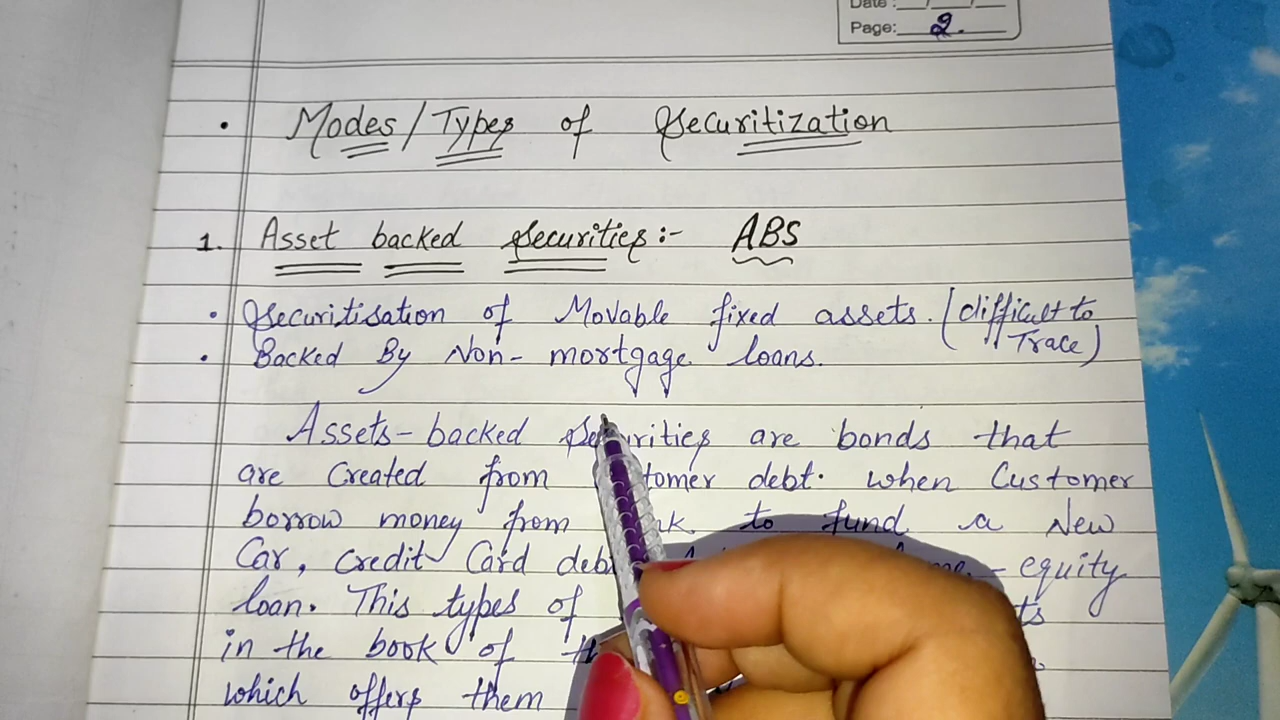 Date :
Page: 2.
• Modes/Types of Securitization
1. Asset backed Securities:- ABS
• Securitisation of Movable fixed assets. (difficult to Trace)
• Backed By Non-mortgage loans.
Assets-backed Securities are bonds that
are Created from debt. when Customer
borrow money from to fund a New
Car, Credit Card equity
loan. This types of
in the book of
which offers them